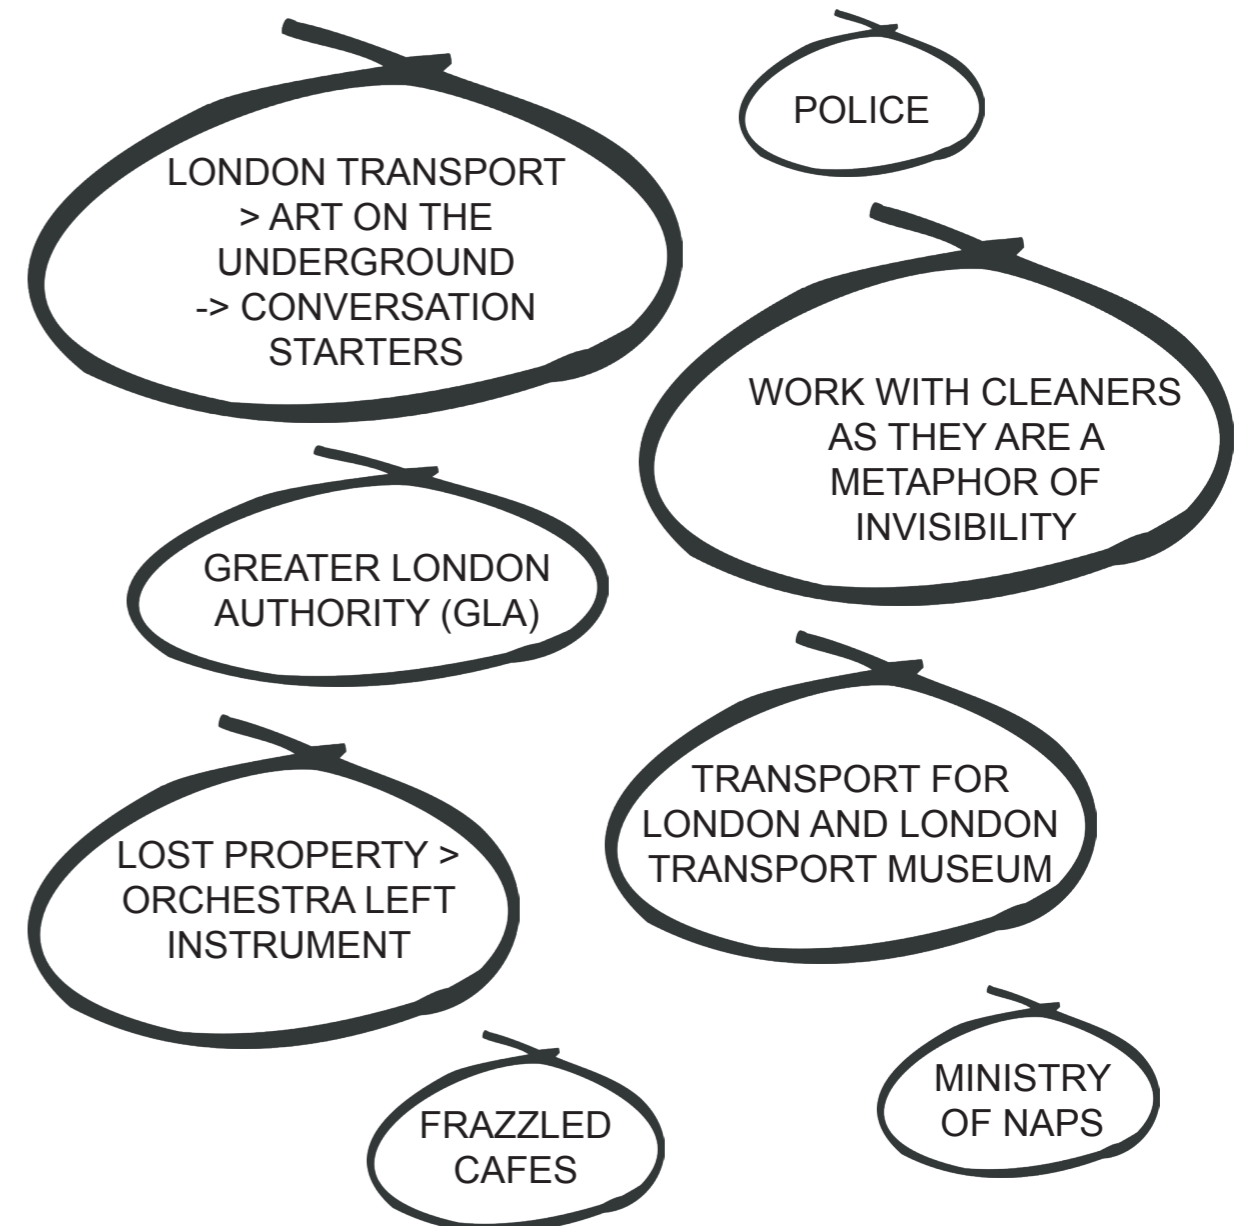 LONDON TRANSPORT
> ART ON THE
UNDERGROUND
-> CONVERSATION
STARTERS
POLICE
WORK WITH CLEANERS
AS THEY ARE A
METAPHOR OF
INVISIBILITY
GREATER LONDON
AUTHORITY (GLA)
TRANSPORT FOR
LONDON AND LONDON
TRANSPORT MUSEUM
LOST PROPERTY >
ORCHESTRA LEFT
INSTRUMENT
FRAZZLED
CAFES
MINISTRY
OF NAPS